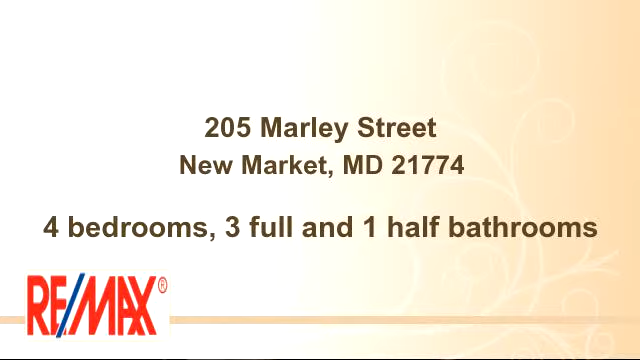 205 Marley Street
New Market, MD 21774
4 bedrooms, 3 full and 1 half bathrooms
RE/MAX®